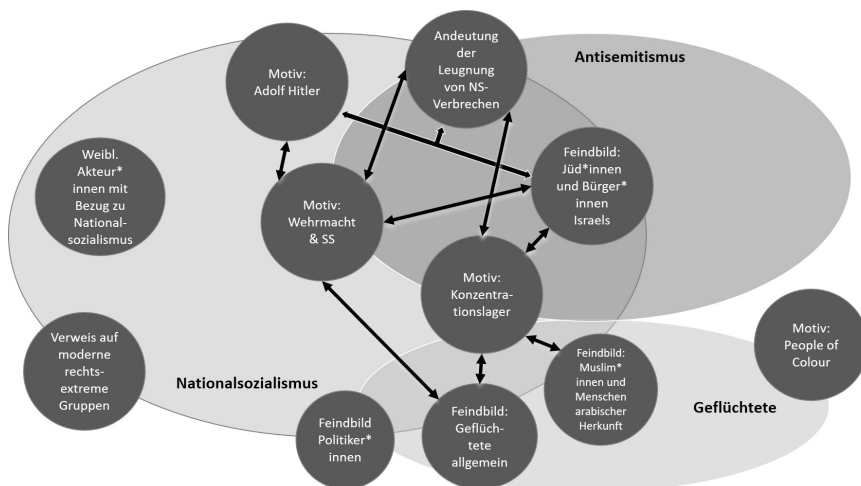 Andeutung
der
Leugnung
von NS-
Verbrechen
Antisemitismus
Motiv:
Adolf Hitler
Weibl.
Akteur*
innen mit
Bezug zu
National-
sozialismus
Feindbild:
Jüd*innen
und Bürger*
innen
Israels
Motiv:
Wehrmacht
& SS
Motiv:
Konzentra-
tionslager
Motiv:
People of
Colour
Verweis auf
moderne
rechts-
extreme
Gruppen
Nationalsozialismus
Feindbild:
Muslim*
innen und
Menschen
arabischer
Herkunft
Geflüchtete
Feindbild
Politiker*
innen
Feindbild:
Geflüch-
tete
allgemein